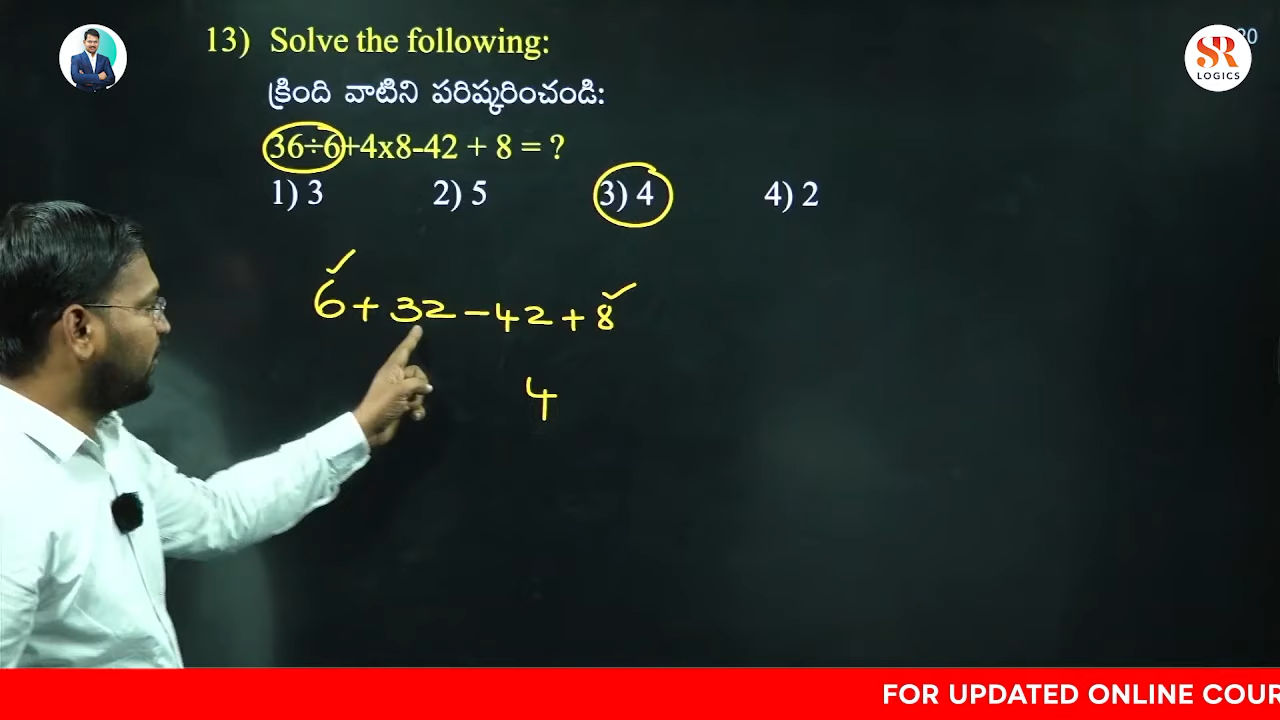 13) Solve the following:
క్రింది వాటిని పరిష్కరించండి:
36÷6+4x8-42 + 8 = ?
1) 3 2) 5 3) 4 4) 2
6 + 32 - 42 + 8
4
SR
LOGICS
20
FOR UPDATED ONLINE COUR